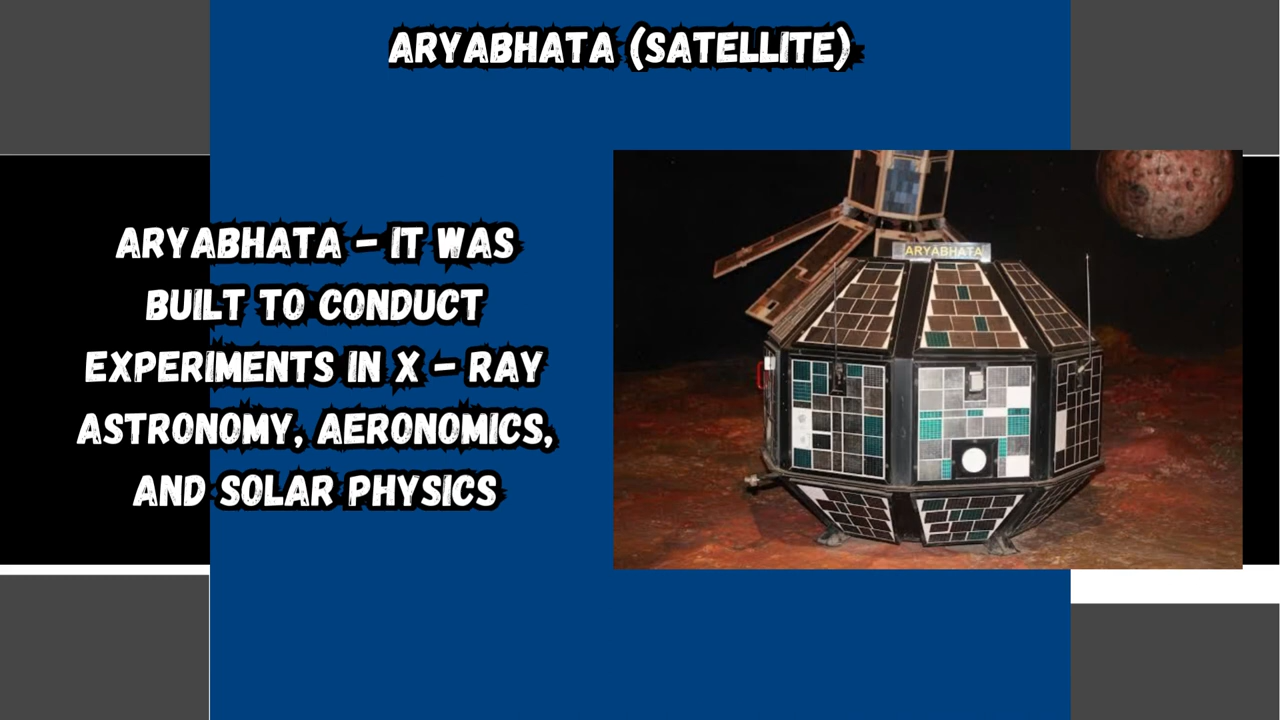 ARYABHATA (SATELLITE)
ARYABHATA – IT WAS
BUILT TO CONDUCT
EXPERIMENTS IN X – RAY
ASTRONOMY, AERONOMICS,
AND SOLAR PHYSICS
ARYABHATA